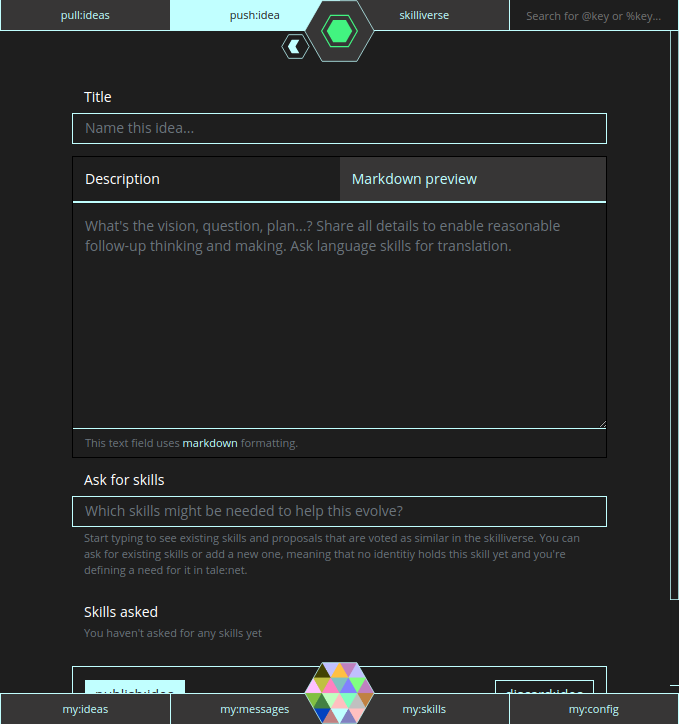 pull:ideas push:idea skilliverse Search for @key or %key...
Title
Name this idea...
Description Markdown preview
What's the vision, question, plan...? Share all details to enable reasonable
follow-up thinking and making. Ask language skills for translation.
This text field uses markdown formatting.
Ask for skills
Which skills might be needed to help this evolve?
Start typing to see existing skills and proposals that are voted as similar in the skilliverse. You can
ask for existing skills or add a new one, meaning that no identitiy holds this skill yet and you're
defining a need for it in tale:net.
Skills asked
You haven't asked for any skills yet
publish:idea discard:idea
my:ideas my:messages my:skills my:config